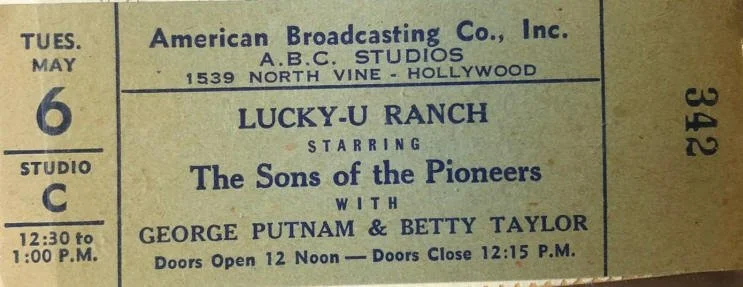 TUES.
MAY
6
STUDIO
C
12:30 to
1:00 P.M.
American Broadcasting Co., Inc.
A.B.C. STUDIOS
1539 NORTH VINE - HOLLYWOOD
LUCKY-U RANCH
STARRING
The Sons of the Pioneers
WITH
GEORGE PUTNAM & BETTY TAYLOR
Doors Open 12 Noon — Doors Close 12:15 P.M.
342